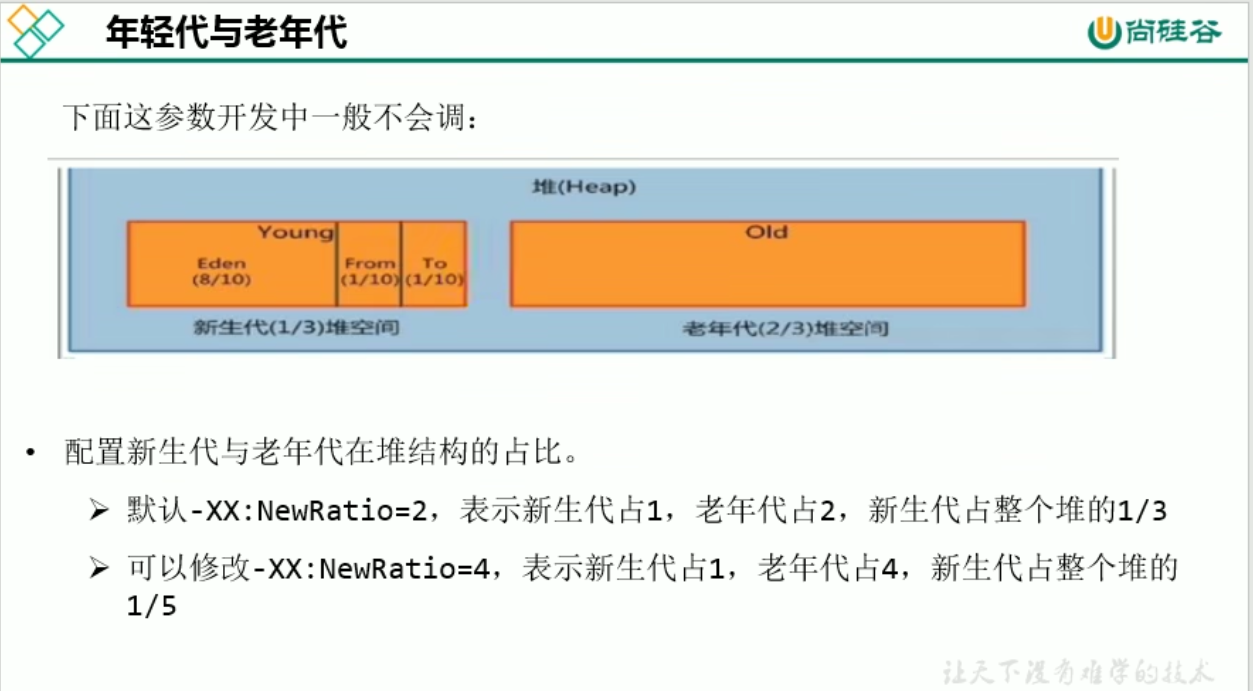 年轻代与老年代
尚硅谷
下面这参数开发中一般不会调：
堆(Heap)
Young
Old
Eden
(8/10)
From
(1/10)
To
(1/10)
新生代(1/3)堆空间
老年代(2/3)堆空间
• 配置新生代与老年代在堆结构的占比。
➢ 默认-XX:NewRatio=2，表示新生代占1，老年代占2，新生代占整个堆的1/3
➢ 可以修改-XX:NewRatio=4，表示新生代占1，老年代占4，新生代占整个堆的
1/5
让天下没有难学的技术